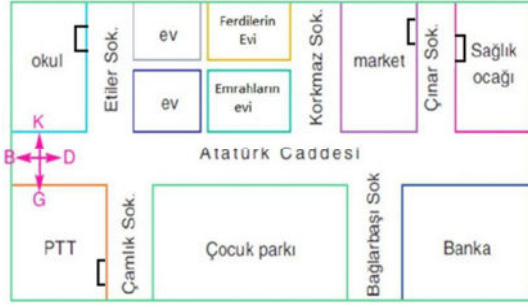 okul
Etiler Sok.
ev
Ferdilerin
Evi
ev
Emrahların
evi
Korkmaz Sok.
market
Çınar Sok.
Sağlık
ocağı
K
B
D
G
Atatürk Caddesi
PTT
Çamlık Sok.
Çocuk parkı
Bağlarbaşı Sok
Banka